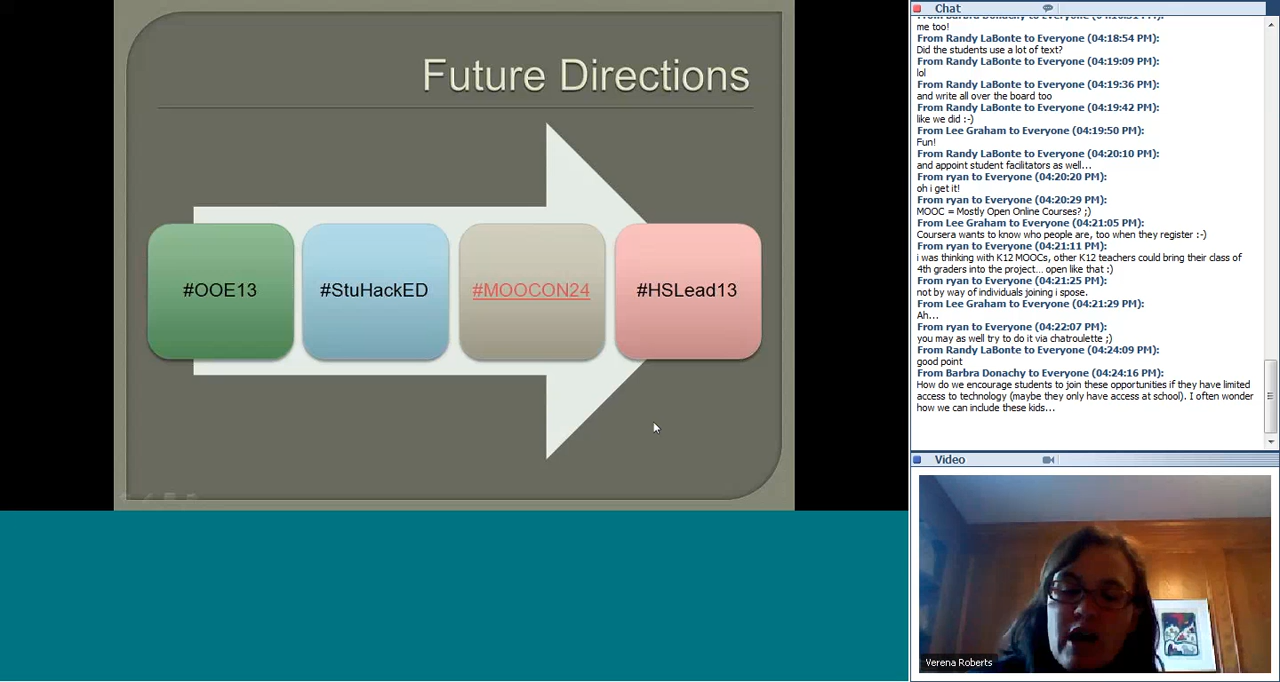 Future Directions
#OOE13
#StuHackED
#MOOCON24
#HSLead13
Chat
From Barbra Donachy to Everyone (04:18:51 PM):
me too!
From Randy LaBonte to Everyone (04:18:54 PM):
Did the students use a lot of text?
From Randy LaBonte to Everyone (04:19:09 PM):
lol
From Randy LaBonte to Everyone (04:19:36 PM):
and write all over the board too
From Randy LaBonte to Everyone (04:19:42 PM):
like we did :-)
From Lee Graham to Everyone (04:19:50 PM):
Fun!
From Randy LaBonte to Everyone (04:20:10 PM):
and appoint student facilitators as well...
From ryan to Everyone (04:20:20 PM):
oh i get it!
From ryan to Everyone (04:20:29 PM):
MOOC = Mostly Open Online Courses? ;)
From Lee Graham to Everyone (04:21:05 PM):
Coursera wants to know who people are, too when they register :-)
From ryan to Everyone (04:21:11 PM):
i was thinking with K12 MOOCs, other K12 teachers could bring their class of
4th graders into the project... open like that :)
From ryan to Everyone (04:21:25 PM):
not by way of individuals joining i spose.
From Lee Graham to Everyone (04:21:29 PM):
Ah...
From ryan to Everyone (04:22:07 PM):
you may as well try to do it via chatroulette ;)
From Randy LaBonte to Everyone (04:24:09 PM):
good point
From Barbra Donachy to Everyone (04:24:16 PM):
How do we encourage students to join these opportunities if they have limited
access to technology (maybe they only have access at school). I often wonder
how we can include these kids...
Video
Verena Roberts